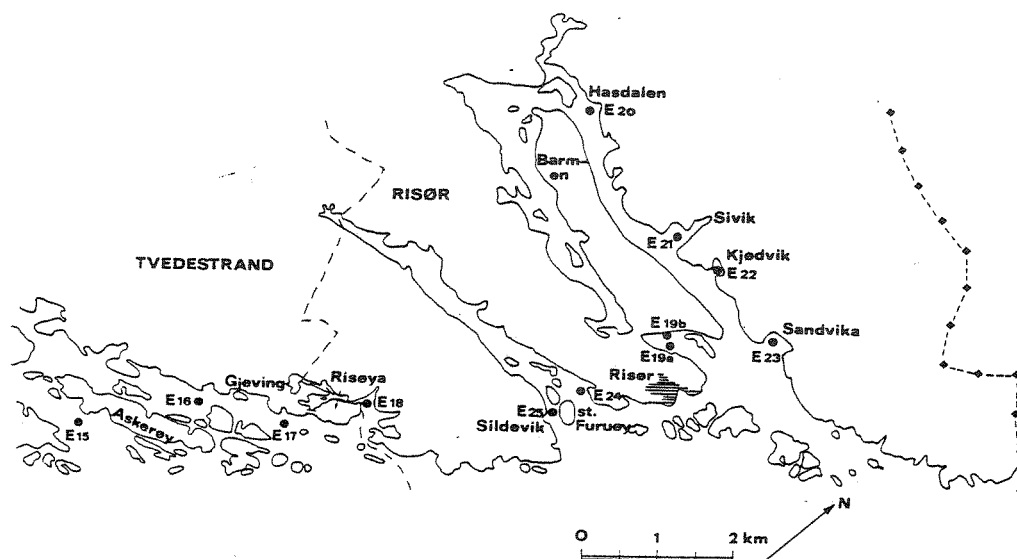 Hasdalen
E 20
Barm-
en
RISØR
Sivik
E 21
Kjødvik
E 22
TVEDESTRAND
E 19b
Sandvika
E 19a
E 23
Risør
Gjeving
Risøya
E 16
E 18
E 24
E 25
st.
Furuøy
Askerøy
E 15
E 17
Sildevik
N
0 1 2 km